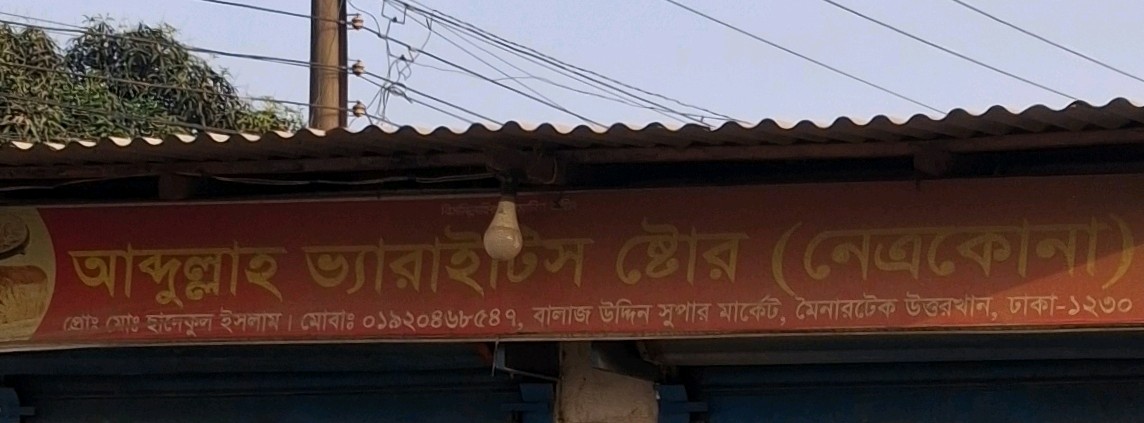 আব্দুল্লাহ ভ্যারাইটিস ষ্টোর (নেত্রকোনা)
প্রোঃ মোঃ ইসলাম। মোবাঃ ০১৯২০৪৬৮৫৪৭, বালাজ উদ্দিন সুপার মার্কেট, মৈনারটেক উত্তরখান, ঢাকা-১২৩০